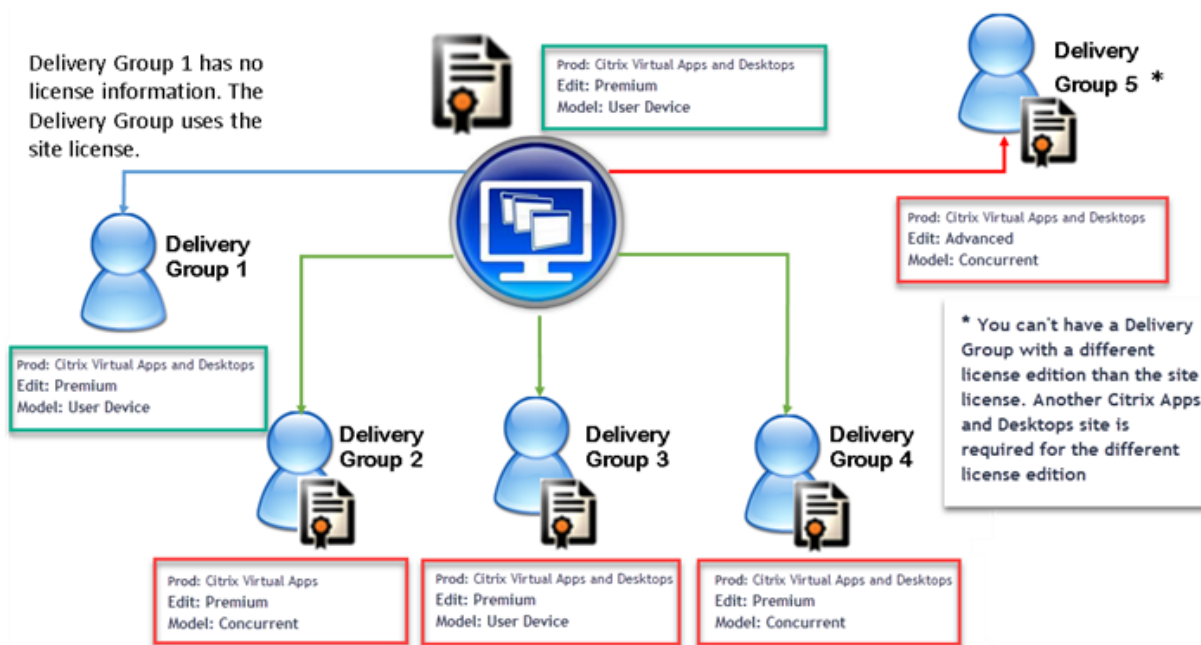 Delivery Group 1 has no
license information. The
Delivery Group uses the
site license.
Prod: Citrix Virtual Apps and Desktops
Edit: Premium
Model: User Device
Delivery
Group 5 *
Prod: Citrix Virtual Apps and Desktops
Edit: Advanced
Model: Concurrent
* You can't have a Delivery
Group with a different
license edition than the site
license. Another Citrix Apps
and Desktops site is
required for the different
license edition
Delivery
Group 1
Prod: Citrix Virtual Apps and Desktops
Edit: Premium
Model: User Device
Delivery
Group 2
Prod: Citrix Virtual Apps
Edit: Premium
Model: Concurrent
Delivery
Group 3
Prod: Citrix Virtual Apps and Desktops
Edit: Premium
Model: User Device
Delivery
Group 4
Prod: Citrix Virtual Apps and Desktops
Edit: Premium
Model: Concurrent